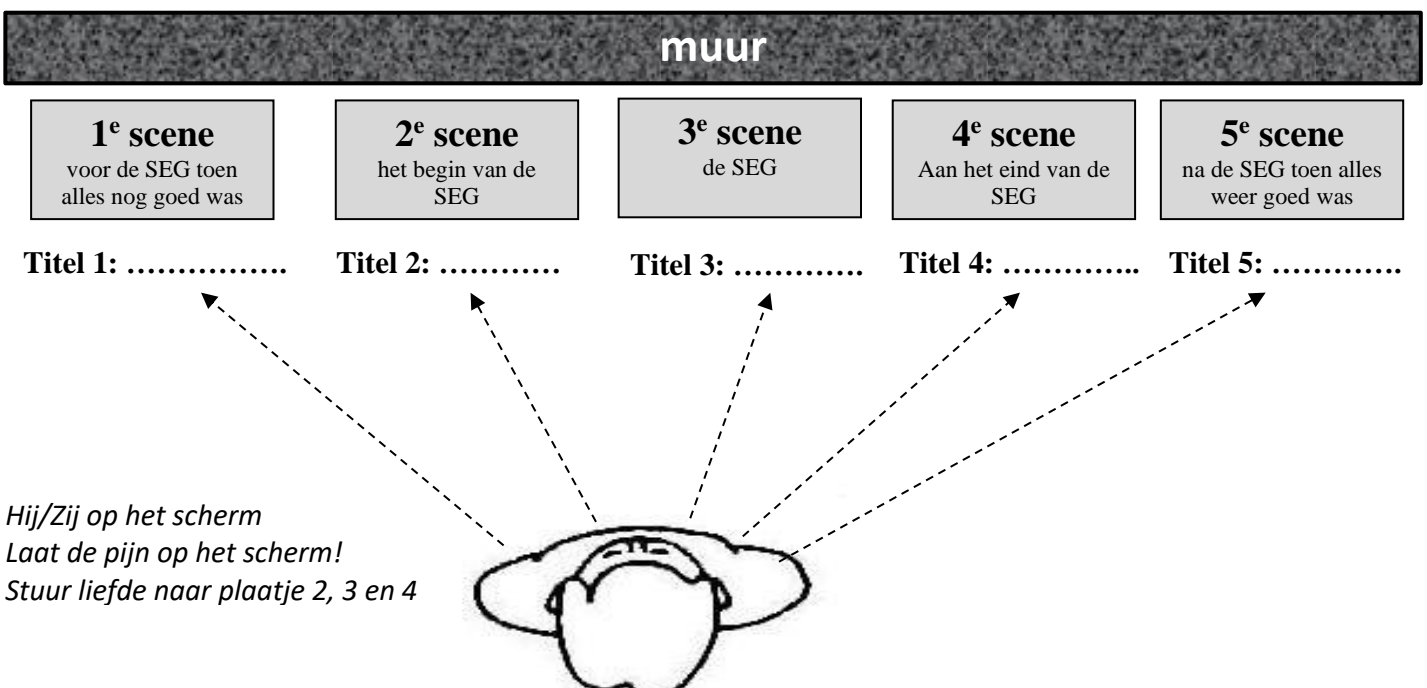 muur
1e scene
voor de SEG toen
alles nog goed was
2e scene
het begin van de
SEG
3e scene
de SEG
4e scene
Aan het eind van de
SEG
5e scene
na de SEG toen alles
weer goed was
Titel 1: …………….
Titel 2: …………
Titel 3: ………….
Titel 4: …………..
Titel 5: ………….
Hij/Zij op het scherm
Laat de pijn op het scherm!
Stuur liefde naar plaatje 2, 3 en 4